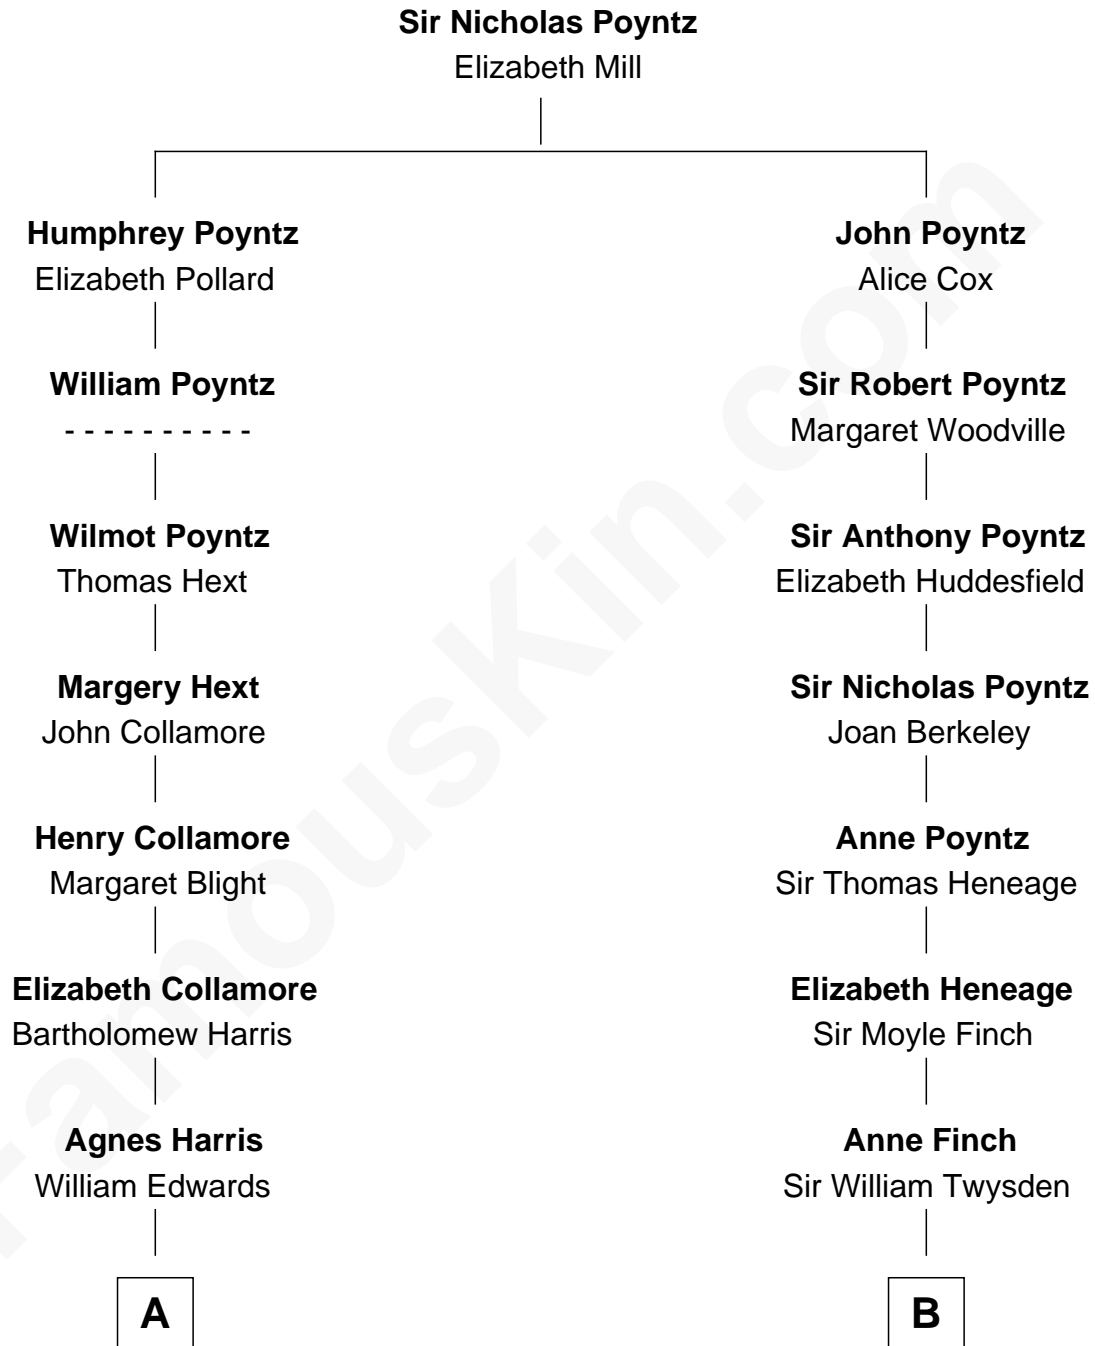 Sir Nicholas Poyntz
Elizabeth Mill
Humphrey Poyntz
Elizabeth Pollard
John Poyntz
Alice Cox
William Poyntz
- - - - - - - - - -
Sir Robert Poyntz
Margaret Woodville
Wilmot Poyntz
Thomas Hext
Sir Anthony Poyntz
Elizabeth Huddesfield
Margery Hext
John Collamore
Sir Nicholas Poyntz
Joan Berkeley
Henry Collamore
Margaret Blight
Anne Poyntz
Sir Thomas Heneage
Elizabeth Collamore
Bartholomew Harris
Elizabeth Heneage
Sir Moyle Finch
Agnes Harris
William Edwards
Anne Finch
Sir William Twysden
A
B
FamousKin.com